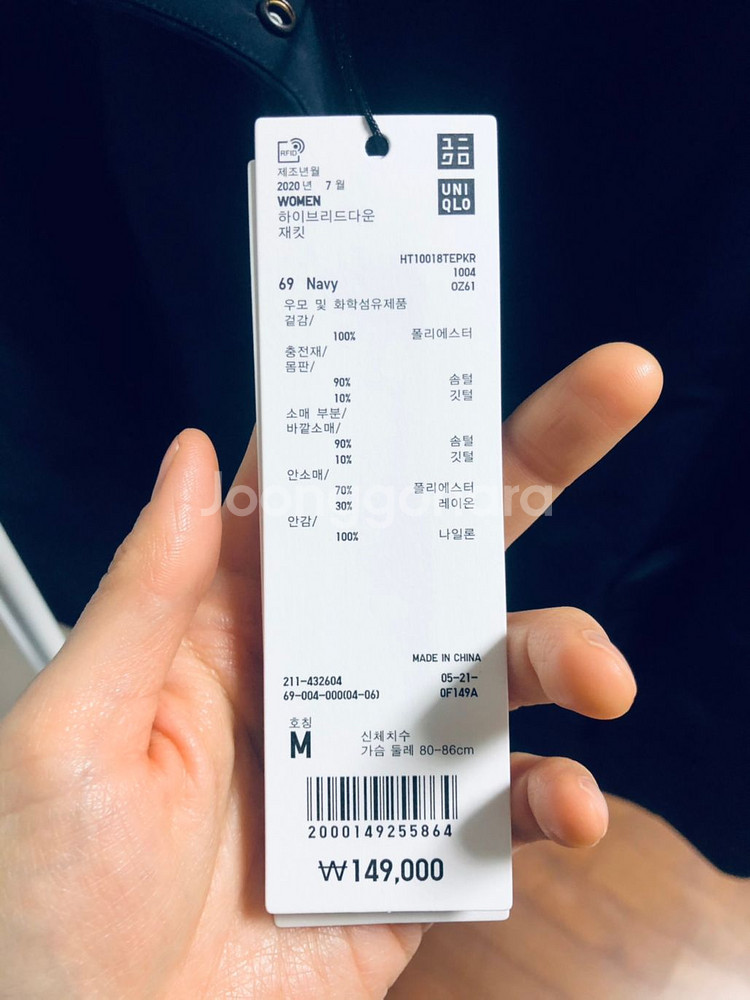 RFID
ユニ
クロ
UNI
QLO
제조년월
2020 년 7 월
WOMEN
하이브리드다운
재킷
HT10018TEPKR
1004
OZ61
69 Navy
우모 및 화학섬유제품
겉감/
100% 폴리에스터
충전재/
몸판/
90% 솜털
10% 깃털
소매 부분/
바깥소매/
90% 솜털
10% 깃털
안소매/
70% 폴리에스터
30% 레이온
안감/
100% 나일론
Joonggonara
MADE IN CHINA
211-432604 05-21-
69-004-000(04-06) 0F149A
호칭
M
신체치수
가슴 둘레 80-86cm
2000149255864
₩149,000